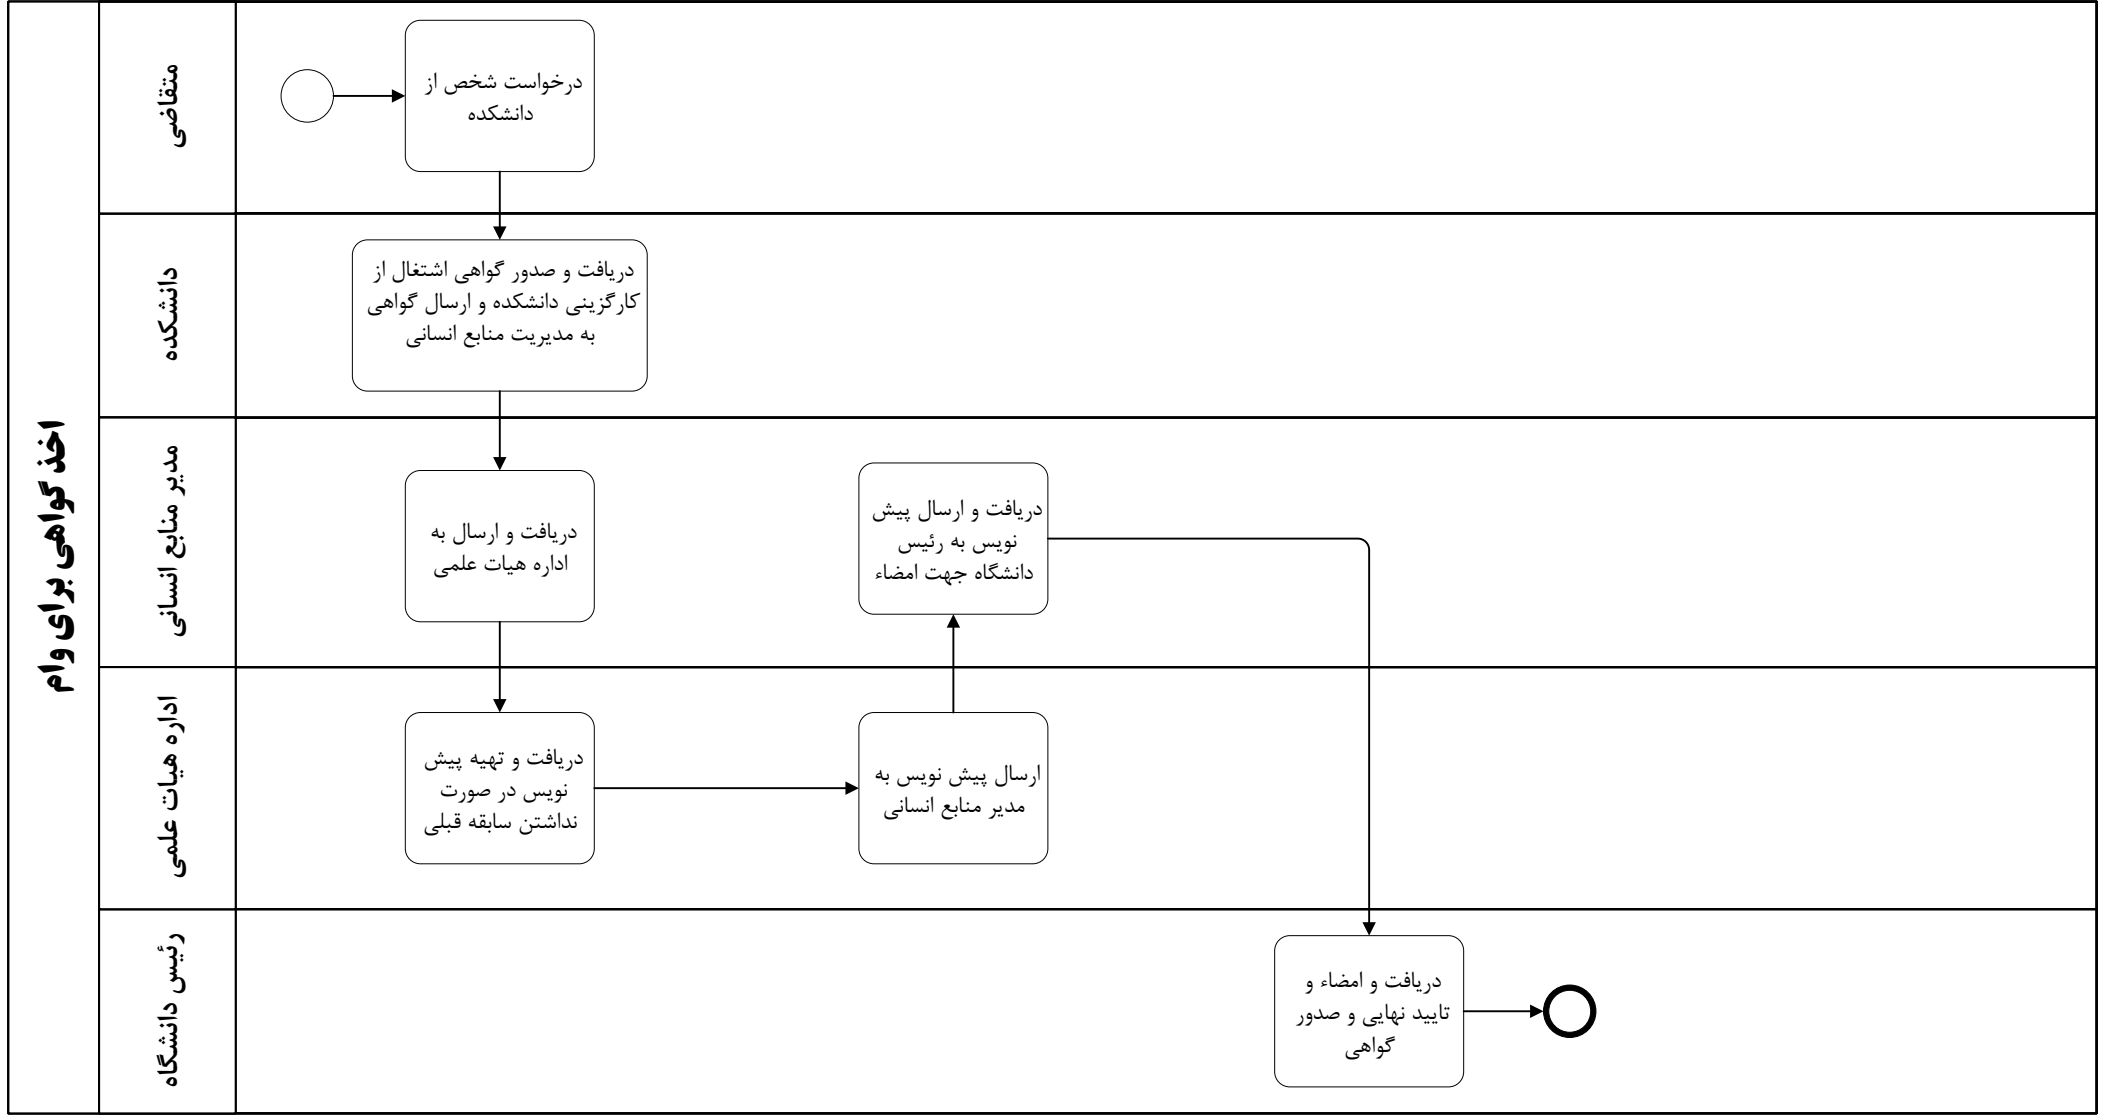 اخذ گواهی برای وام
متقاضی
درخواست شخص از
دانشکده
دانشکده
دریافت و صدور گواهی اشتغال از
کارگزینی دانشکده و ارسال گواهی
به مدیریت منابع انسانی
مدیر منابع انسانی
دریافت و ارسال به
اداره هیات علمی
دریافت و ارسال پیش
نویس به رئیس
دانشگاه جهت امضاء
اداره هیات علمی
دریافت و تهیه پیش
نویس در صورت
نداشتن سابقه قبلی
ارسال پیش نویس به
مدیر منابع انسانی
رئیس دانشگاه
دریافت و امضاء و
تایید نهایی و صدور
گواهی